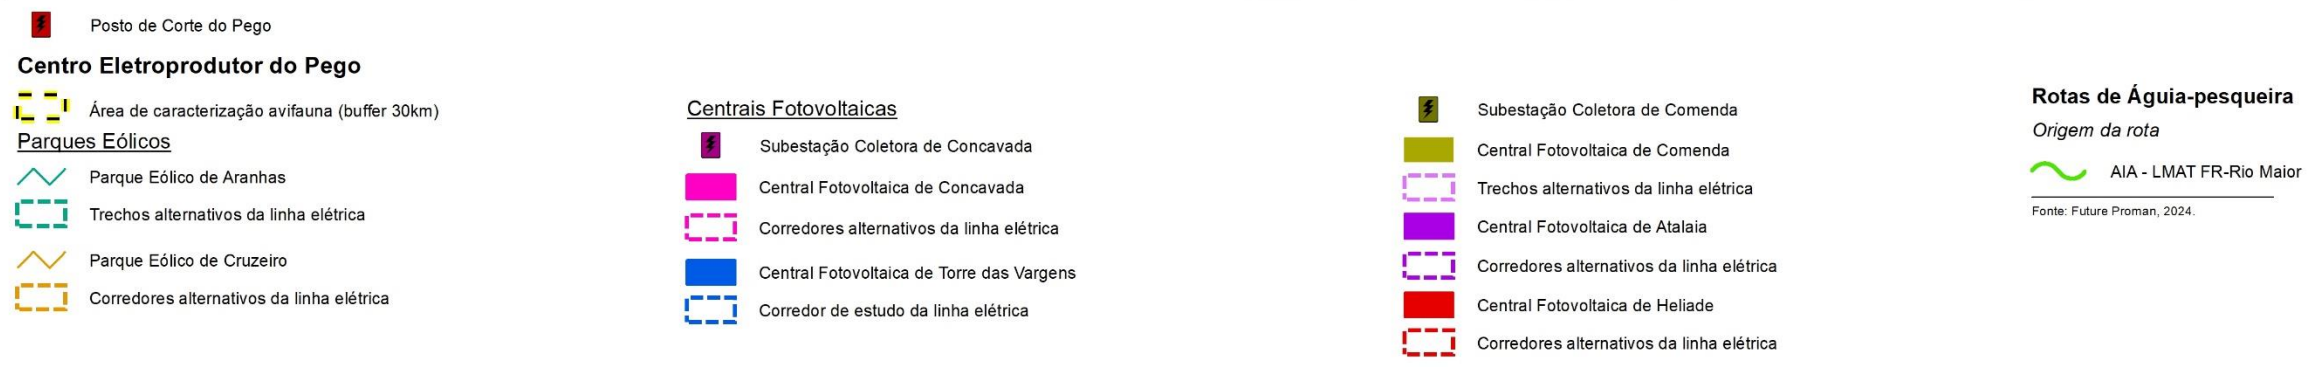 Posto de Corte do Pego
Centro Eletroprodutor do Pego
Área de caracterização avifauna (buffer 30km)
Parques Eólicos
Parque Eólico de Aranhas
Trechos alternativos da linha elétrica
Parque Eólico de Cruzeiro
Corredores alternativos da linha elétrica
Centrais Fotovoltaicas
Subestação Coletora de Concavada
Central Fotovoltaica de Concavada
Corredores alternativos da linha elétrica
Central Fotovoltaica de Torre das Vargens
Corredor de estudo da linha elétrica
Subestação Coletora de Comenda
Central Fotovoltaica de Comenda
Trechos alternativos da linha elétrica
Central Fotovoltaica de Atalaia
Corredores alternativos da linha elétrica
Central Fotovoltaica de Heliade
Corredores alternativos da linha elétrica
Rotas de Águia-pesqueira
Origem da rota
AIA - LMAT FR-Rio Maior
Fonte: Future Proman, 2024.